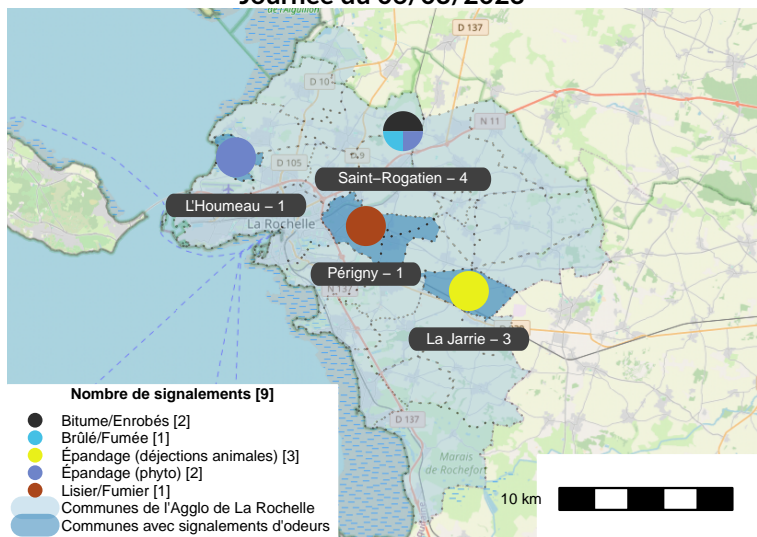 D 137
D 10
N 11
D 9
D 105
Saint-Rogatien – 4
L'Houmeau – 1
La Rochelle
Périgny – 1
N 137
La Jarrie – 3
Nombre de signalements [9]
Bitume/Enrobés [2]
Brûlé/Fumée [1]
Épandage (déjections animales) [3]
Épandage (phyto) [2]
Lisier/Fumier [1]
Communes de l'Agglo de La Rochelle
Communes avec signalements d'odeurs
D 137
Marais
de Rochefort
10 km